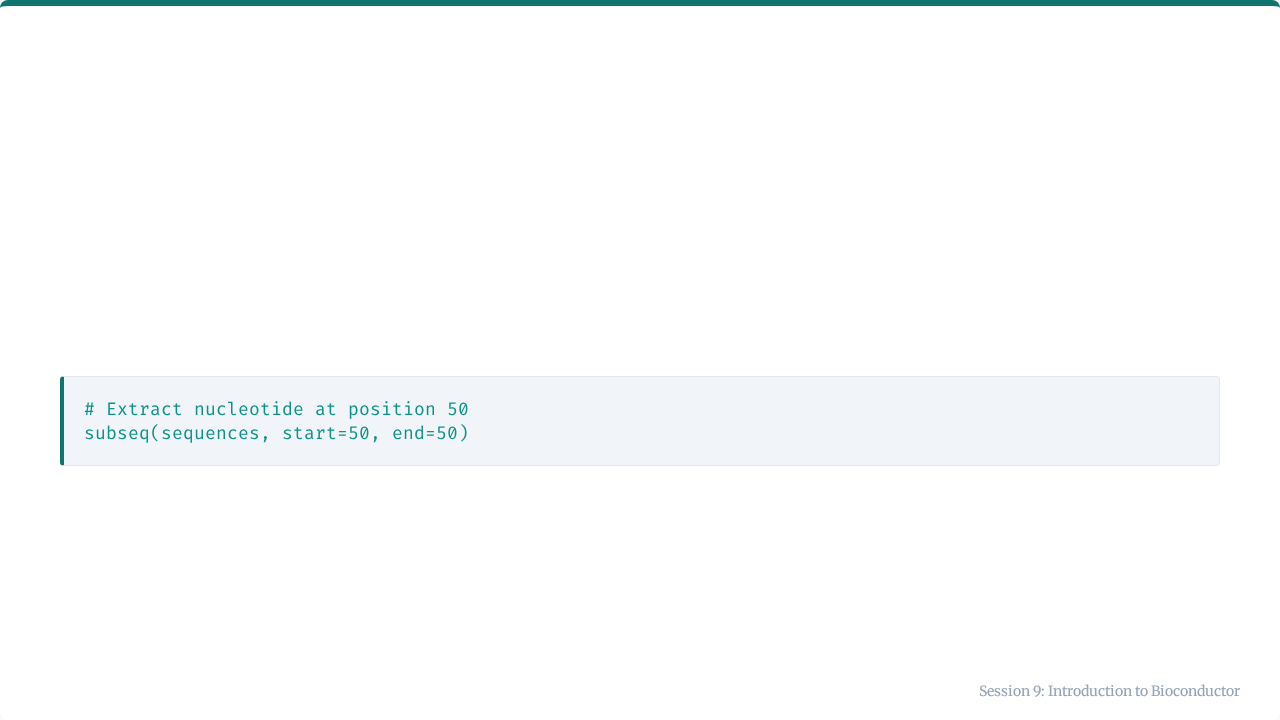 # Extract nucleotide at position 50
subseq(sequences, start=50, end=50)
Session 9: Introduction to Bioconductor